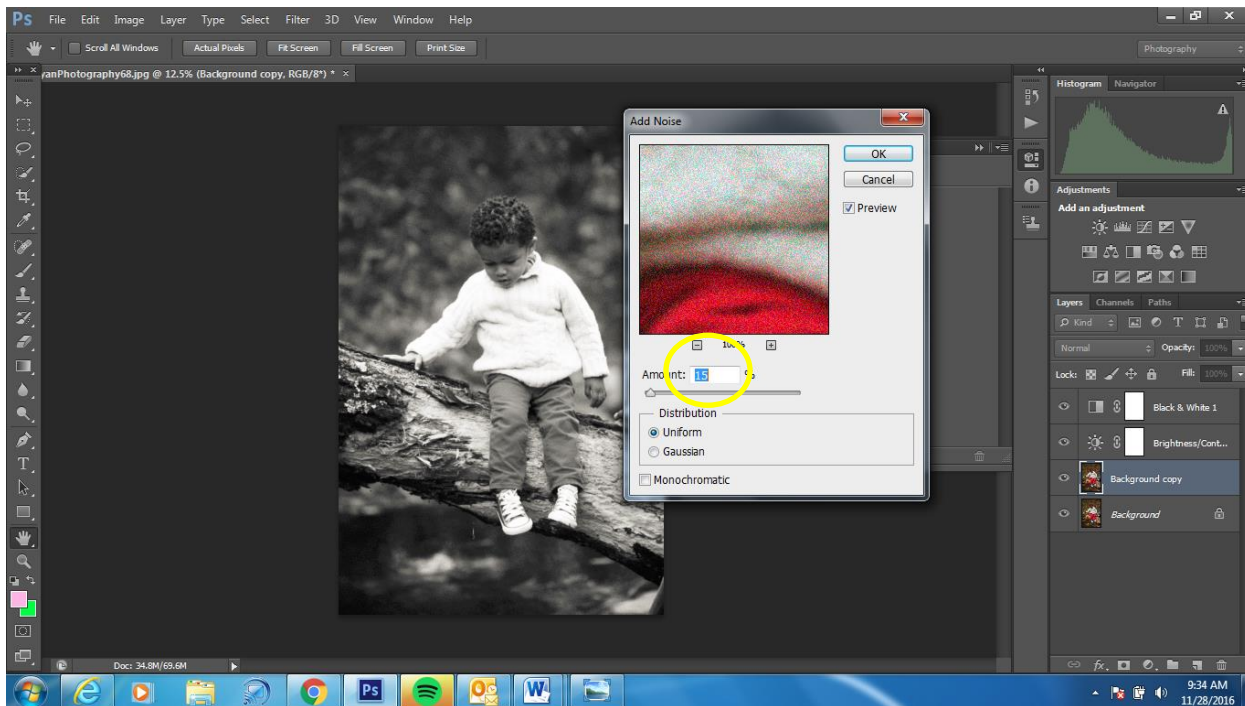 Ps File Edit Image Layer Type Select Filter 3D View Window Help
Scroll All Windows Actual Pixels Fit Screen Fill Screen Print Size Photography
yanPhotography68.jpg @ 12.5% (Background copy, RGB/8*) * ×
Histogram Navigator
Add Noise
OK
Cancel
Preview
100%
Amount: 15 %
Distribution
Uniform
Gaussian
Monochromatic
Adjustments
Add an adjustment
Layers Channels Paths
Kind
Normal Opacity: 100%
Lock: Fill: 100%
Black & White 1
Brightness/Cont...
Background copy
Background
Doc: 34.8M/69.6M
Ps
9:34 AM
11/28/2016